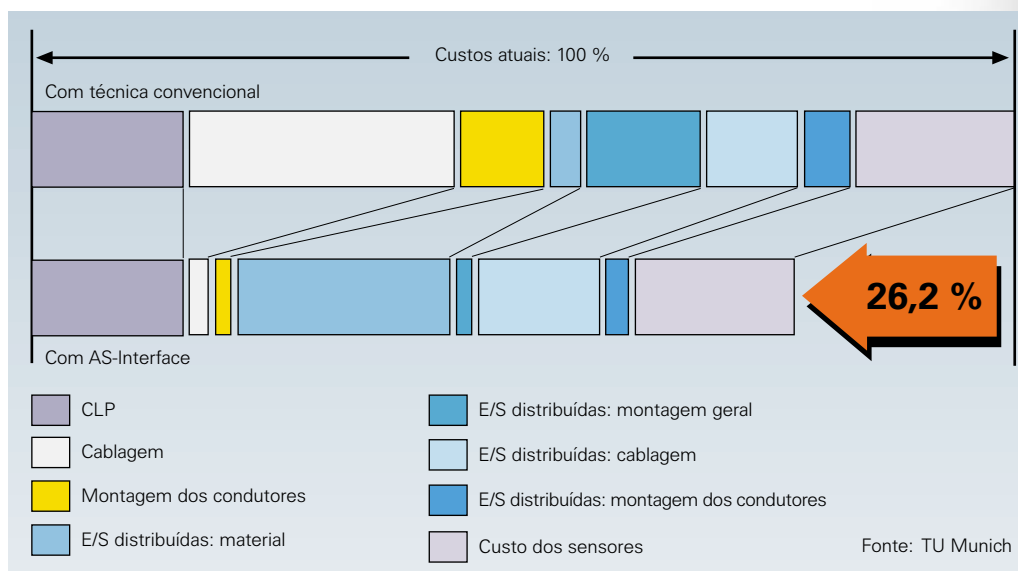 Custos atuais: 100 %
Com técnica convencional
26,2 %
Com AS-Interface
CLP
Cablagem
Montagem dos condutores
E/S distribuídas: material
E/S distribuídas: montagem geral
E/S distribuídas: cablagem
E/S distribuídas: montagem dos condutores
Custo dos sensores
Fonte: TU Munich